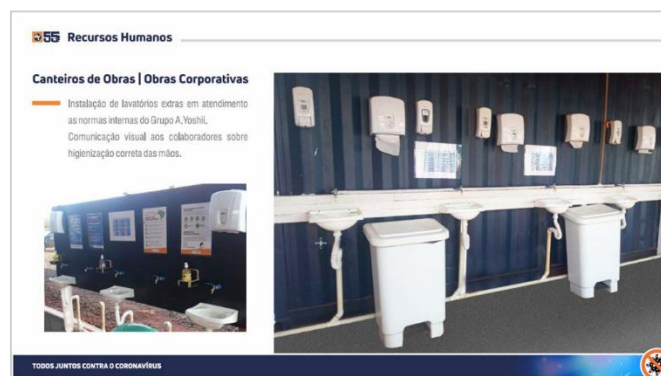 55 Recursos Humanos
Canteiros de Obras | Obras Corporativas
Instalação de lavatórios extras em atendimento
as normas internas do Grupo A.Yoshii.
Comunicação visual aos colaboradores sobre
higienização correta das mãos.
TODOS JUNTOS CONTRA O CORONAVÍRUS